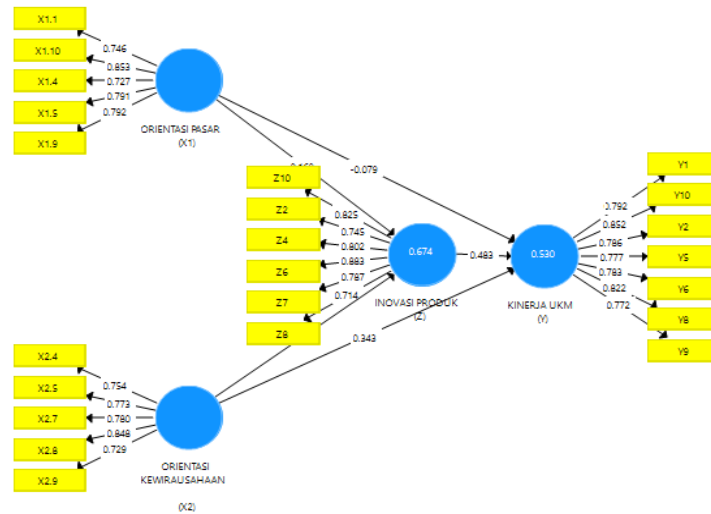 X1.1
X1.10
X1.4
X1.5
X1.9
0.746
0.853
0.727
0.791
0.792
ORIENTASI PASAR
(X1)
-0.079
Z10
Z2
Z4
Z6
Z7
Z8
0.825
0.745
0.802
0.883
0.787
0.714
0.674
INOVASI PRODUK
(Z)
0.483
0.530
KINERJA UKM
(Y)
0.343
Y1
Y10
Y2
Y5
Y6
Y8
Y9
0.792
0.852
0.786
0.777
0.783
0.822
0.772
X2.4
X2.5
X2.7
X2.8
X2.9
0.754
0.773
0.780
0.848
0.729
ORIENTASI
KEWIRAUSAHAAN
(X2)